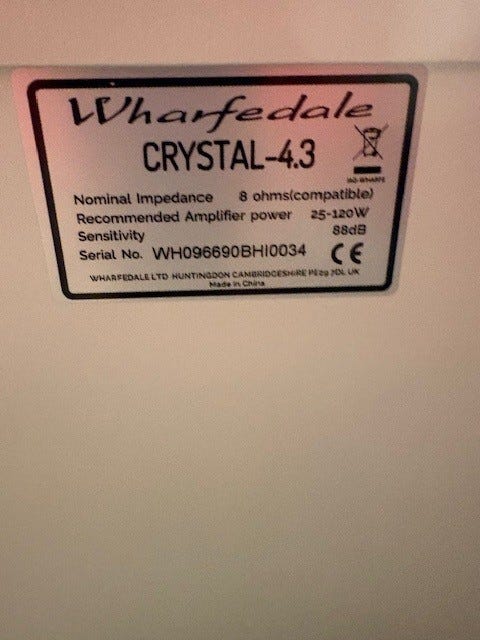 Wharfedale
CRYSTAL-4.3
Nominal Impedance 8 ohms(compatible)
Recommended Amplifier power 25-120W
Sensitivity 88dB
Serial No. WH096690BHI0034 CE
WHARFEDALE LTD HUNTINGDON CAMBRIDGESHIRE PE29 7DL UK
Made in China